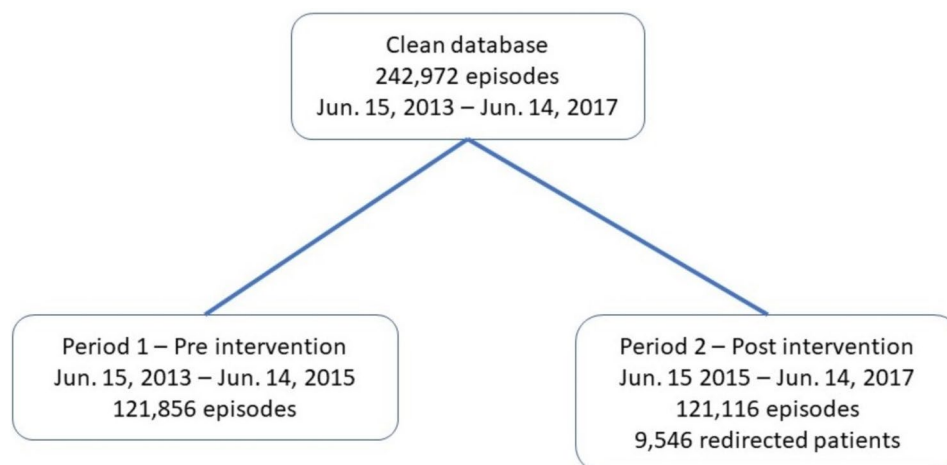 Clean database
242,972 episodes
Jun. 15, 2013 – Jun. 14, 2017
Period 1 – Pre intervention
Jun. 15, 2013 – Jun. 14, 2015
121,856 episodes
Period 2 – Post intervention
Jun. 15 2015 – Jun. 14, 2017
121,116 episodes
9,546 redirected patients